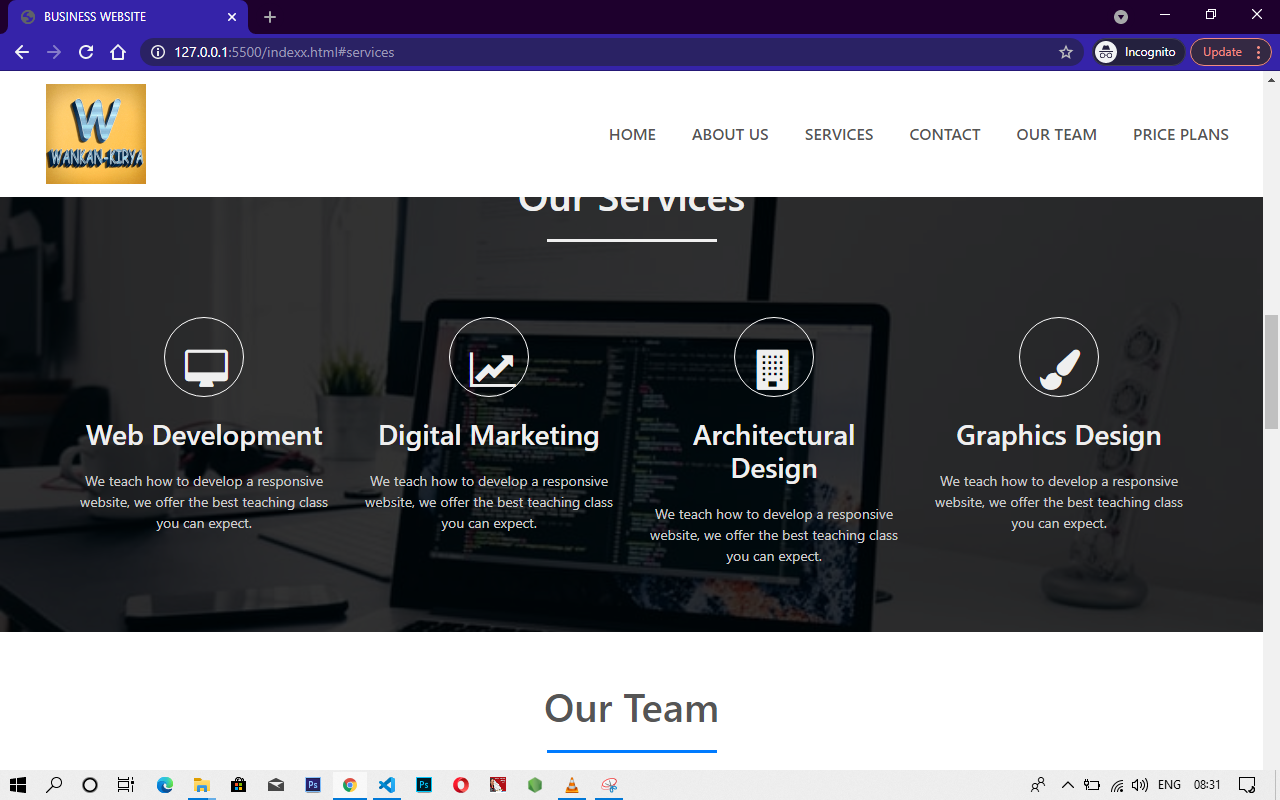 BUSINESS WEBSITE
127.0.0.1:5500/indexx.html#services
Incognito
Update
W
WANKAN-KIRYA
HOME ABOUT US SERVICES CONTACT OUR TEAM PRICE PLANS
Our Services
Web Development
We teach how to develop a responsive
website, we offer the best teaching class
you can expect.
Digital Marketing
We teach how to develop a responsive
website, we offer the best teaching class
you can expect.
Architectural
Design
We teach how to develop a responsive
website, we offer the best teaching class
you can expect.
Graphics Design
We teach how to develop a responsive
website, we offer the best teaching class
you can expect.
Our Team
Ps
Ps
ENG 08:31